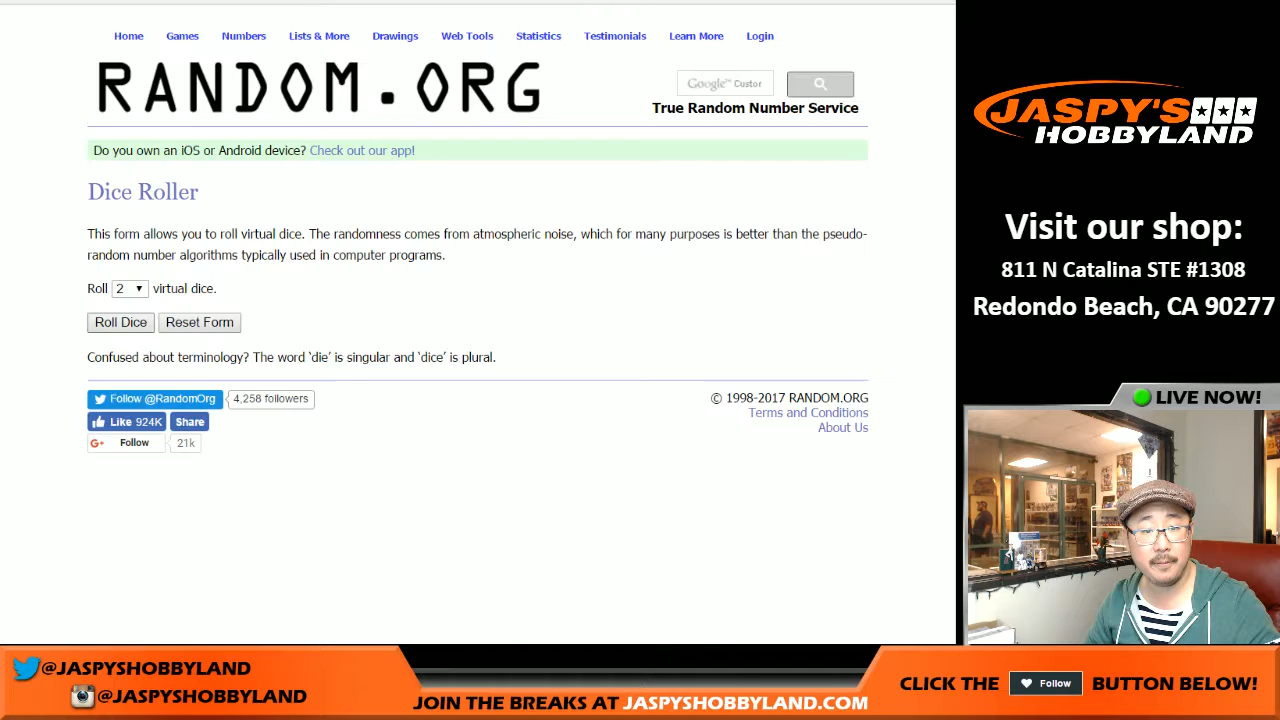 Home Games Numbers Lists & More Drawings Web Tools Statistics Testimonials Learn More Login
RANDOM.ORG
Google™ Custor
True Random Number Service
Do you own an iOS or Android device? Check out our app!
Dice Roller
This form allows you to roll virtual dice. The randomness comes from atmospheric noise, which for many purposes is better than the pseudo-
random number algorithms typically used in computer programs.
Roll 2 virtual dice.
Roll Dice Reset Form
Confused about terminology? The word ‘die’ is singular and ‘dice’ is plural.
Follow @RandomOrg 4,258 followers
Like 924K Share
G+ Follow 21k
© 1998-2017 RANDOM.ORG
Terms and Conditions
About Us
JASPY'S
HOBBYLAND
Visit our shop:
811 N Catalina STE #1308
Redondo Beach, CA 90277
LIVE NOW!
@JASPYSHOBBYLAND
@JASPYSHOBBYLAND
JOIN THE BREAKS AT JASPYSHOBBYLAND.COM
CLICK THE Follow BUTTON BELOW!